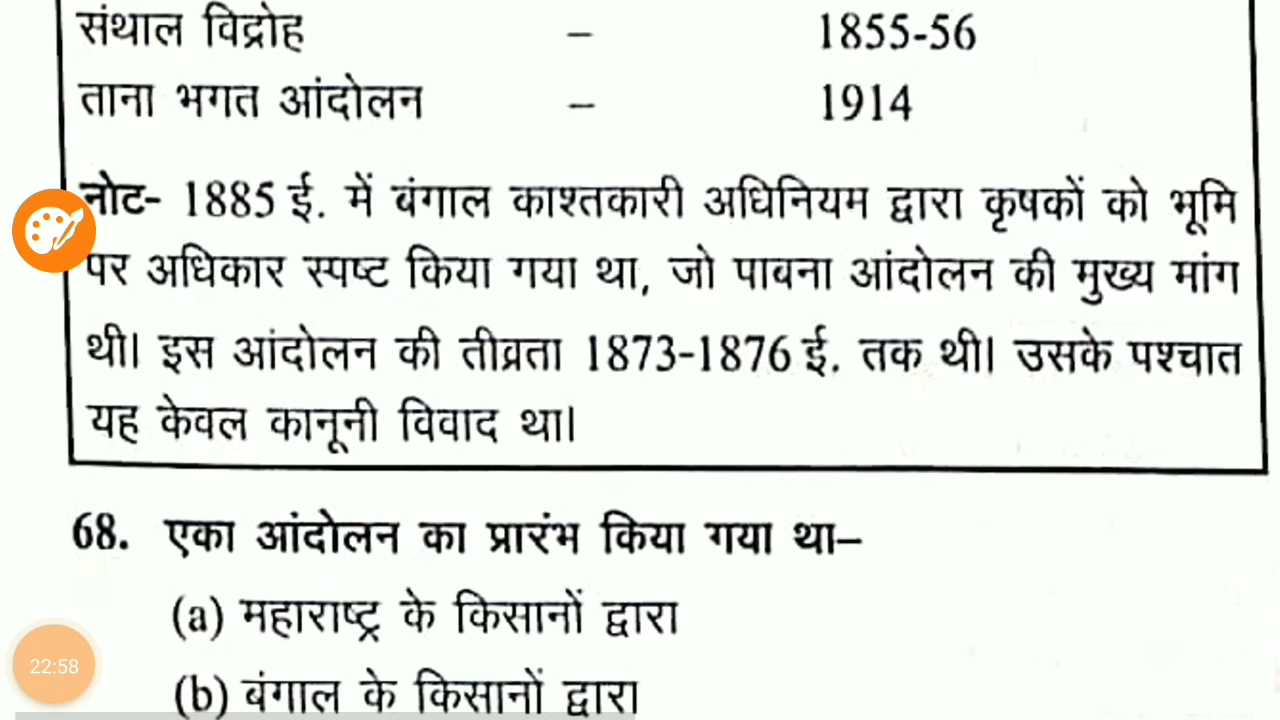 संथाल विद्रोह – 1855-56
ताना भगत आंदोलन – 1914
नोट- 1885 ई. में बंगाल काश्तकारी अधिनियम द्वारा कृषकों को भूमि
पर अधिकार स्पष्ट किया गया था, जो पावना आंदोलन की मुख्य मांग
थी। इस आंदोलन की तीव्रता 1873-1876 ई. तक थी। उसके पश्चात
यह केवल कानूनी विवाद था।
68. एका आंदोलन का प्रारंभ किया गया था–
(a) महाराष्ट्र के किसानों द्वारा
22:58
(b) बंगाल के किसानों द्वारा